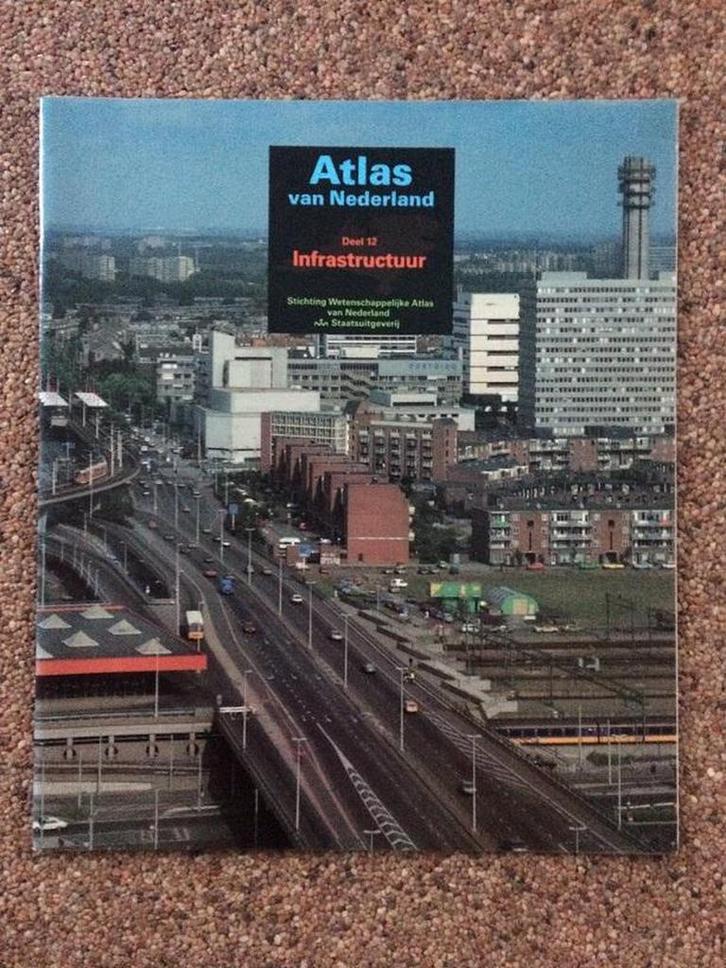 Atlas
van Nederland
Deel 12
Infrastructuur
Stichting Wetenschappelijke Atlas
van Nederland
Staatsuitgeverij